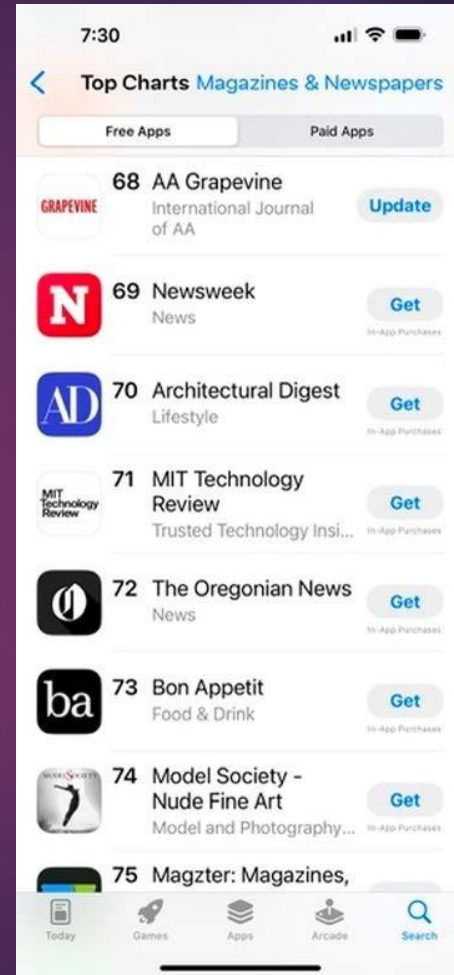 7:30
Top Charts Magazines & Newspapers
Free Apps Paid Apps
GRAPEVINE
68 AA Grapevine
International Journal
of AA
Update
N
69 Newsweek
News
Get
In-App Purchases
AD
70 Architectural Digest
Lifestyle
Get
In-App Purchases
MIT
Technology
Review
71 MIT Technology
Review
Trusted Technology Insi...
Get
In-App Purchases
O
72 The Oregonian News
News
Get
In-App Purchases
ba
73 Bon Appetit
Food & Drink
Get
In-App Purchases
MODEL SOCIETY
74 Model Society -
Nude Fine Art
Model and Photography...
Get
In-App Purchases
75 Magzter: Magazines,
Today Games Apps Arcade Search